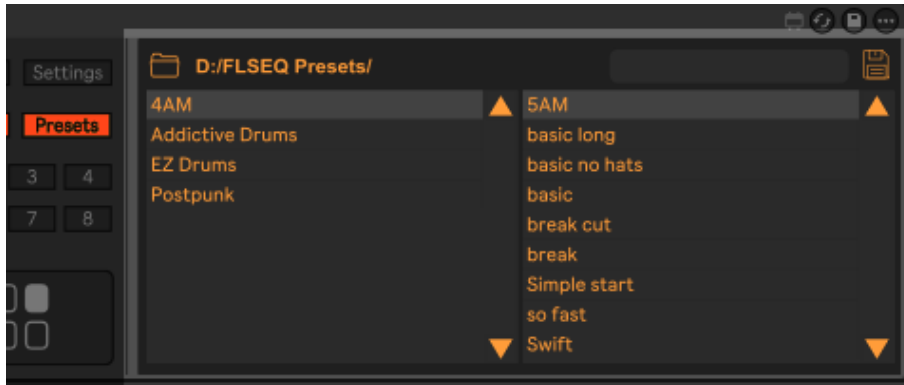 Settings
D:/FLSEQ Presets/
Presets
3 4
7 8
4AM
Addictive Drums
EZ Drums
Postpunk
5AM
basic long
basic no hats
basic
break cut
break
Simple start
so fast
Swift